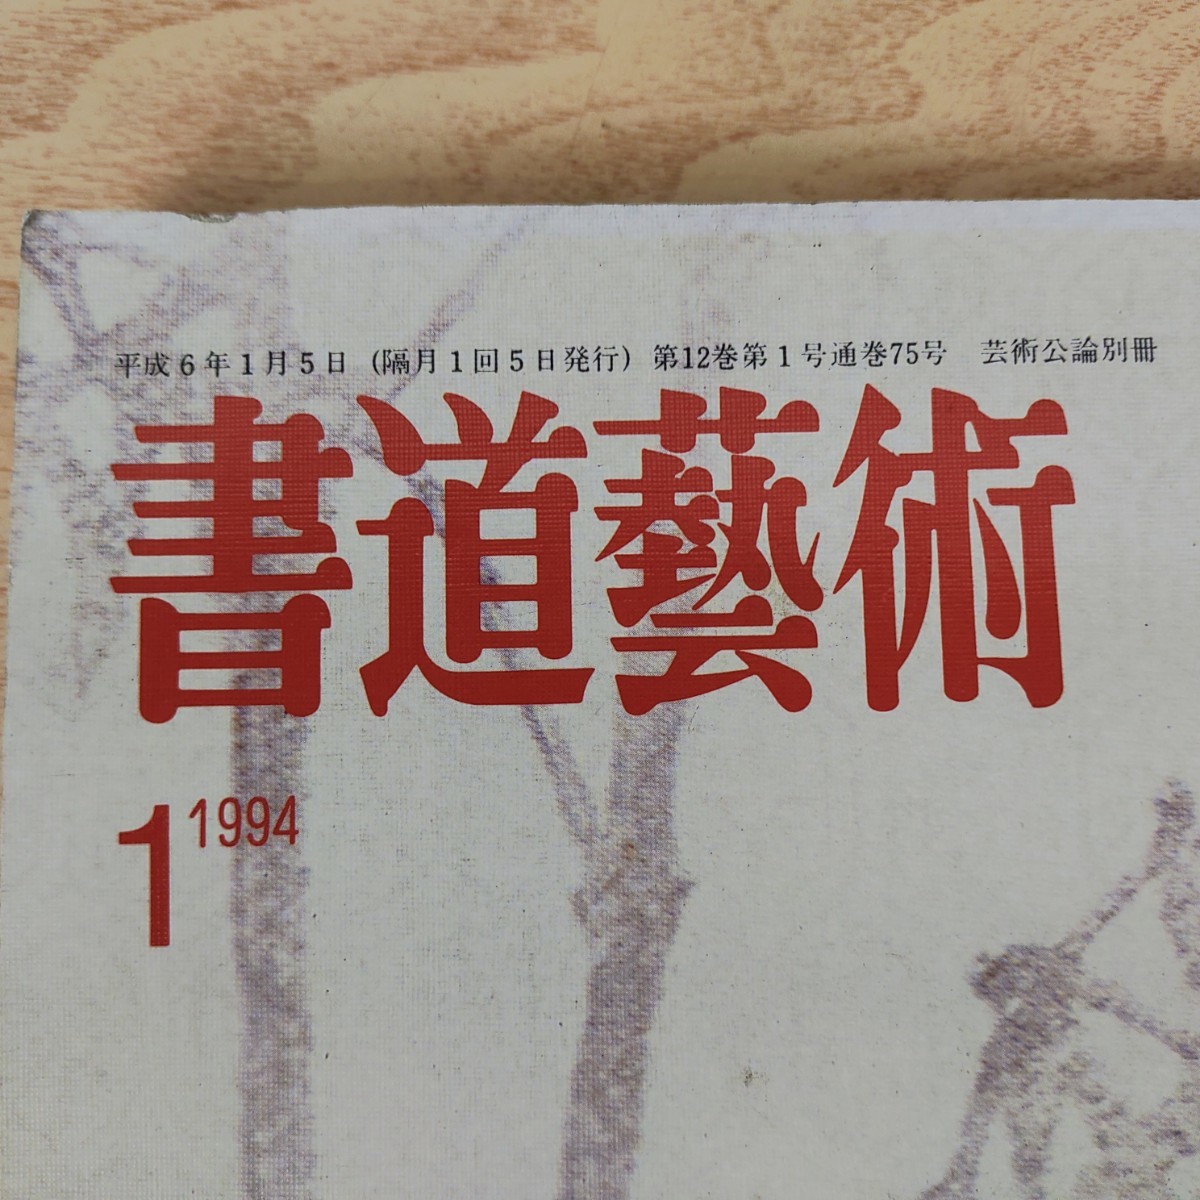 平成6年1月5日 (隔月1回5日発行) 第12巻第1号通巻75号 芸術公論別冊
書道藝術
1 1994